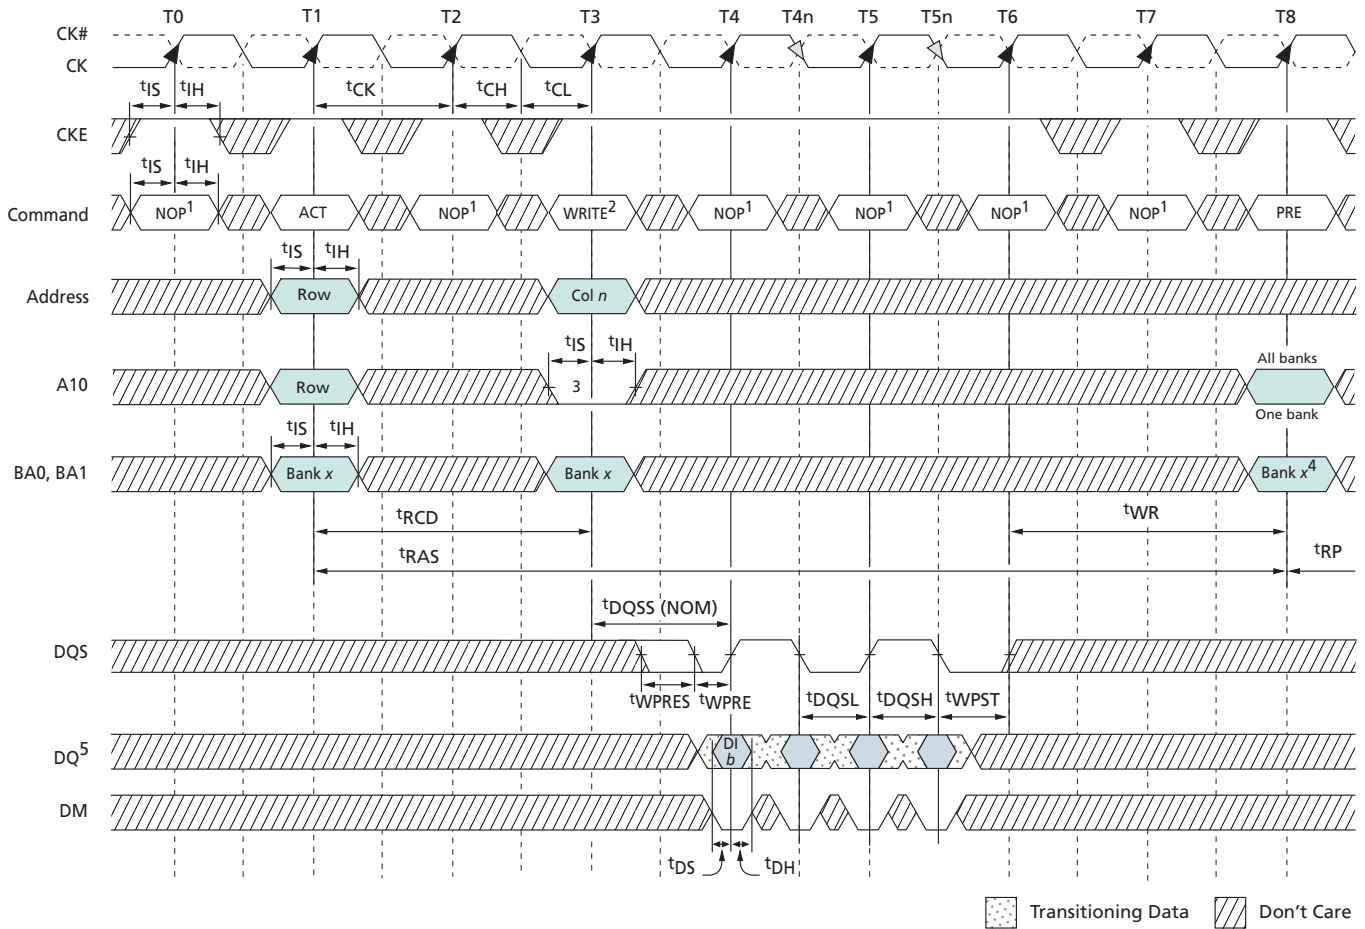 T0 T1 T2 T3 T4 T4n T5 T5n T6 T7 T8
CK#
CK
tIS tIH tCK tCH tCL
CKE
tIS tIH
Command NOP1 ACT NOP1 WRITE2 NOP1 NOP1 NOP1 NOP1 PRE
tIS tIH
Address Row Col n
tIS tIH
All banks
A10 Row 3
One bank
tIS tIH
BA0, BA1 Bank x Bank x Bank x4
tRCD tWR
tRAS tRP
tDQSS (NOM)
DQS
tWPRES tWPRE tDQSL tDQSH tWPST
DQ5 DI
b
DM
tDS tDH
Transitioning Data Don't Care